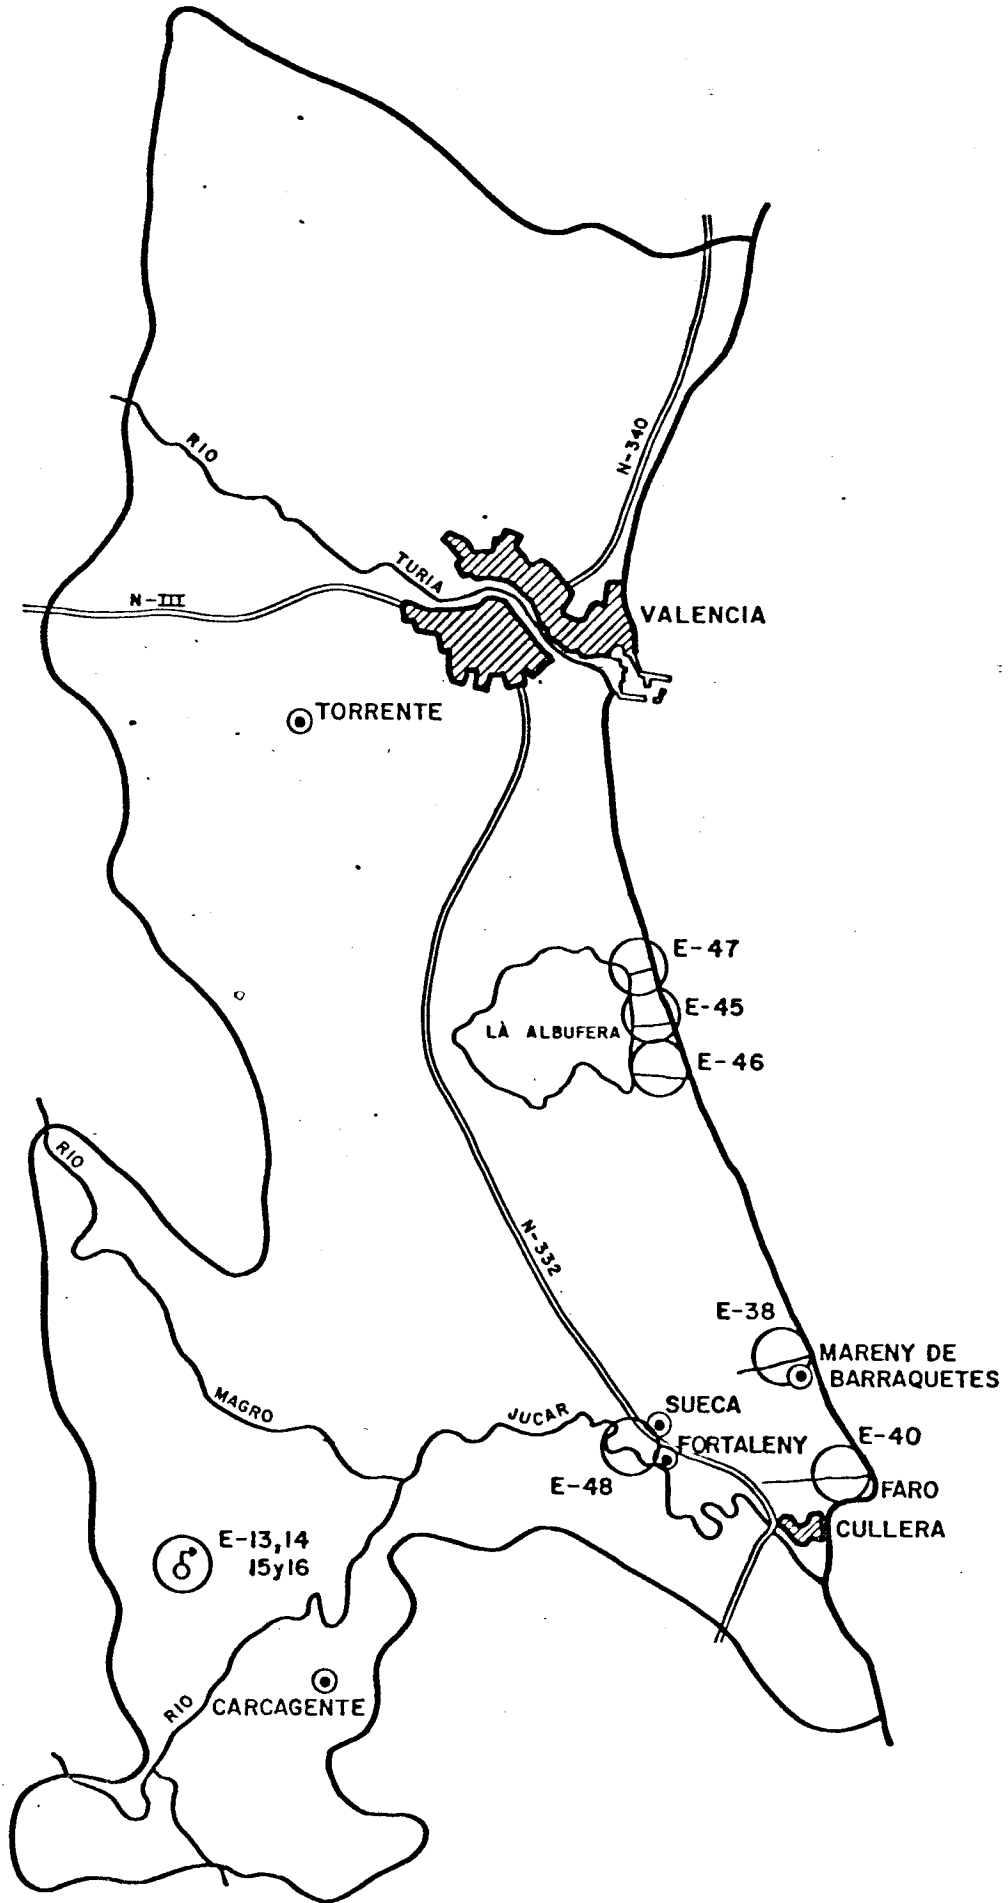 N-340
RIO
TURIA
N-III
VALENCIA
TORRENTE
E-47
E-45
LÀ ALBUFERA
E-46
RIO
N-332
E-38
MARENY DE
BARRAQUETES
MAGRO
JUCAR
SUECA
FORTALENY
E-40
E-48
FARO
CULLERA
E-13,14
15y16
RIO
CARCAGENTE